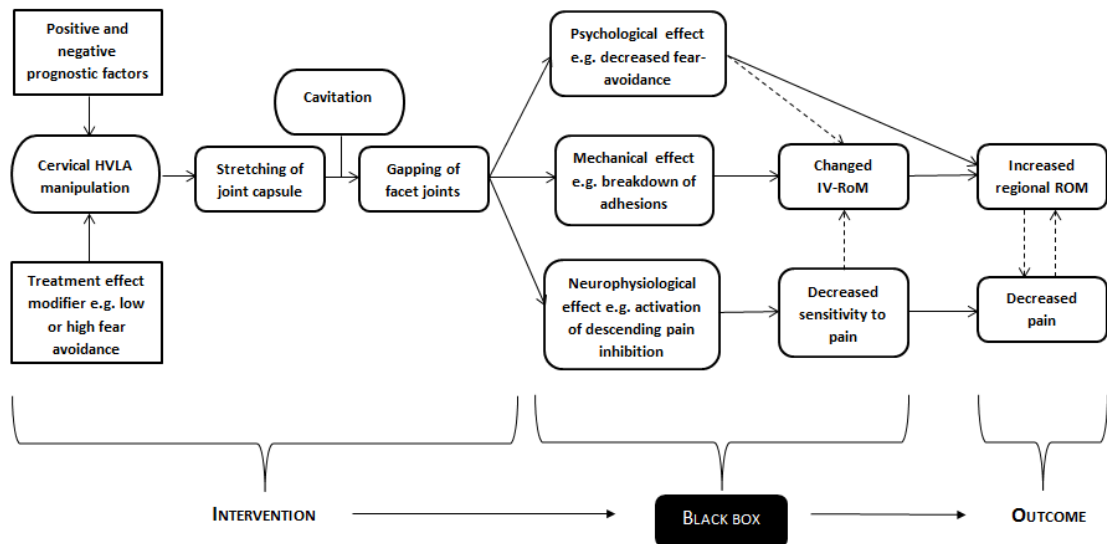 Positive and
negative
prognostic factors
Cervical HVLA
manipulation
Treatment effect
modifier e.g. low
or high fear
avoidance
Stretching of
joint capsule
Cavitation
Gapping of
facet joints
Psychological effect
e.g. decreased fear-
avoidance
Mechanical effect
e.g. breakdown of
adhesions
Neurophysiological
effect e.g. activation
of descending pain
inhibition
Changed
IV-RoM
Decreased
sensitivity to
pain
Increased
regional ROM
Decreased
pain
INTERVENTION
BLACK BOX
OUTCOME